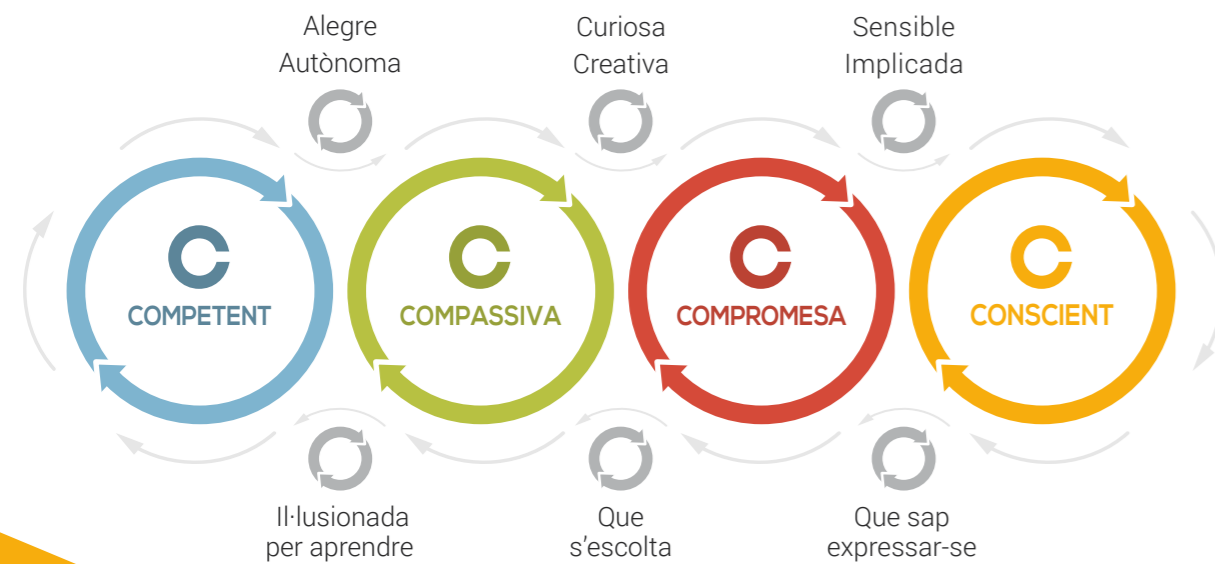 Alegre
Autònoma
Curiosa
Creativa
Sensible
Implicada
C
COMPETENT
C
COMPASSIVA
C
COMPROMESA
C
CONSCIENT
Il·lusionada
per aprendre
Que
s'escolta
Que sap
expressar-se